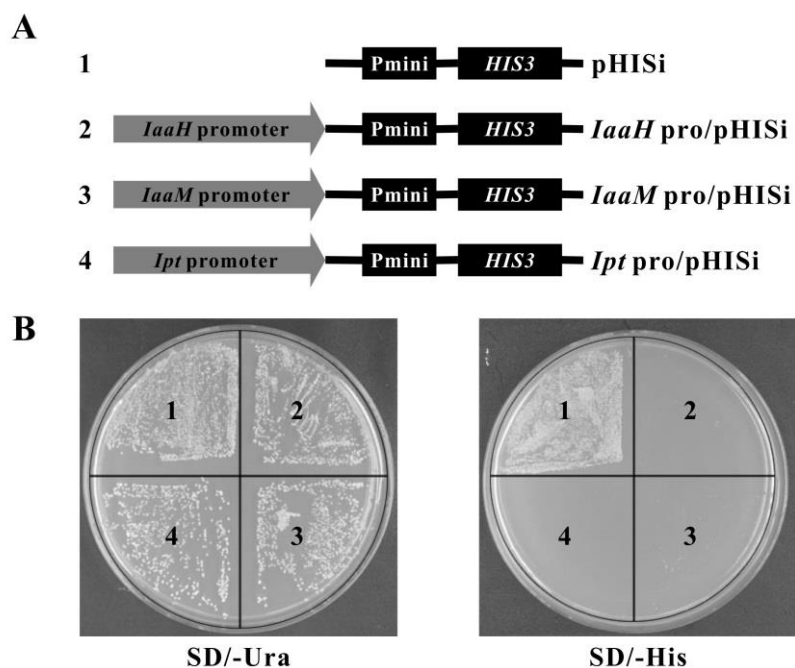 A
1 Pmini HIS3 pHISi
2 IaaH promoter Pmini HIS3 IaaH pro/pHISi
3 IaaM promoter Pmini HIS3 IaaM pro/pHISi
4 Ipt promoter Pmini HIS3 Ipt pro/pHISi
B
1 2 1 2
4 3 4 3
SD/-Ura SD/-His